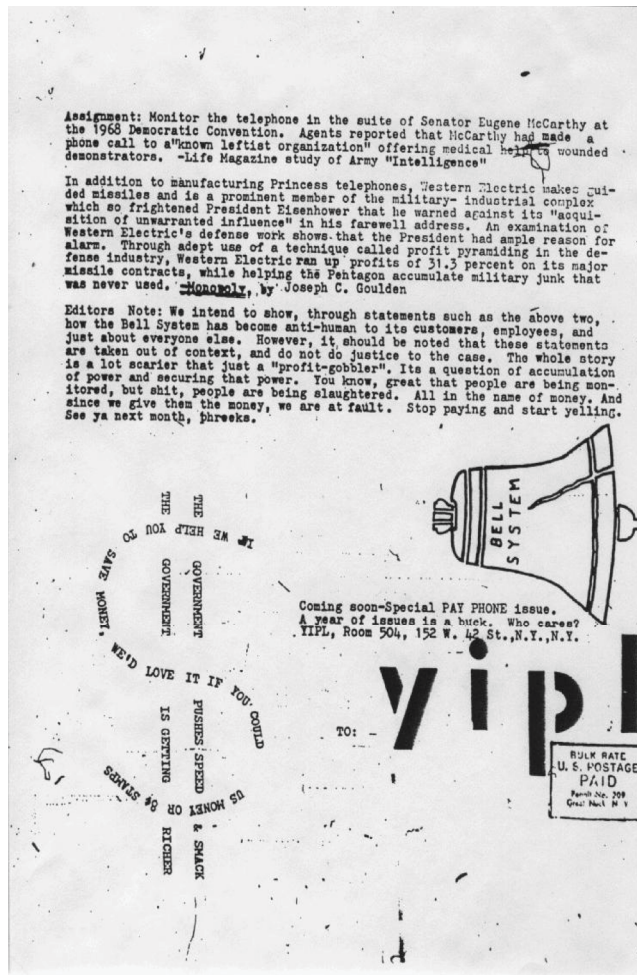 Assignment: Monitor the telephone in the suite of Senator Eugene McCarthy at
the 1968 Democratic Convention. Agents reported that McCarthy had made a
phone call to a"known leftist organization" offering medical help to wounded
demonstrators. -Life Magazine study of Army "Intelligence"
In addition to manufacturing Princess telephones, Western Electric makes gui-
ded missiles and is a prominent member of the military- industrial complex
which so frightened President Eisenhower that he warned against its "acqui-
sition of unwarranted influence" in his farewell address. An examination of
Western Electric's defense work shows that the President had ample reason for
alarm. Through adept use of a technique called profit pyramiding in the de-
fense industry, Western Electric ran up profits of 31.3 percent on its major
missile contracts, while helping the Pentagon accumulate military junk that
was never used. -Monopoly, by Joseph C. Goulden
Editors Note: We intend to show, through statements such as the above two,
how the Bell System has become anti-human to its customers, employees, and
just about everyone else. However, it should be noted that these statements
are taken out of context, and do not do justice to the case. The whole story
is a lot scarier that just a "profit-gobbler". Its a question of accumulation
of power and securing that power. You know, great that people are being mon-
itored, but shit, people are being slaughtered. All in the name of money. And
since we give them the money, we are at fault. Stop paying and start yelling.
See ya next month, phreeks.
BELL
SYSTEM
IF WE HELP YOU TO SAVE MONEY, WE'D LOVE IT IF YOU COULD
US MONEY OR 8¢ STAMPS
THE GOVERNMENT PUSHES SPEED & SMACK
THE GOVERNMENT IS GETTING RICHER
Coming soon-Special PAY PHONE issue.
A year of issues is a buck. Who cares?
YIPL, Room 504, 152 W. 42 St.,N.Y.,N.Y.
yipl
TO:
BULK RATE
U. S. POSTAGE
PAID
Permit No. 209
Great Neck N Y